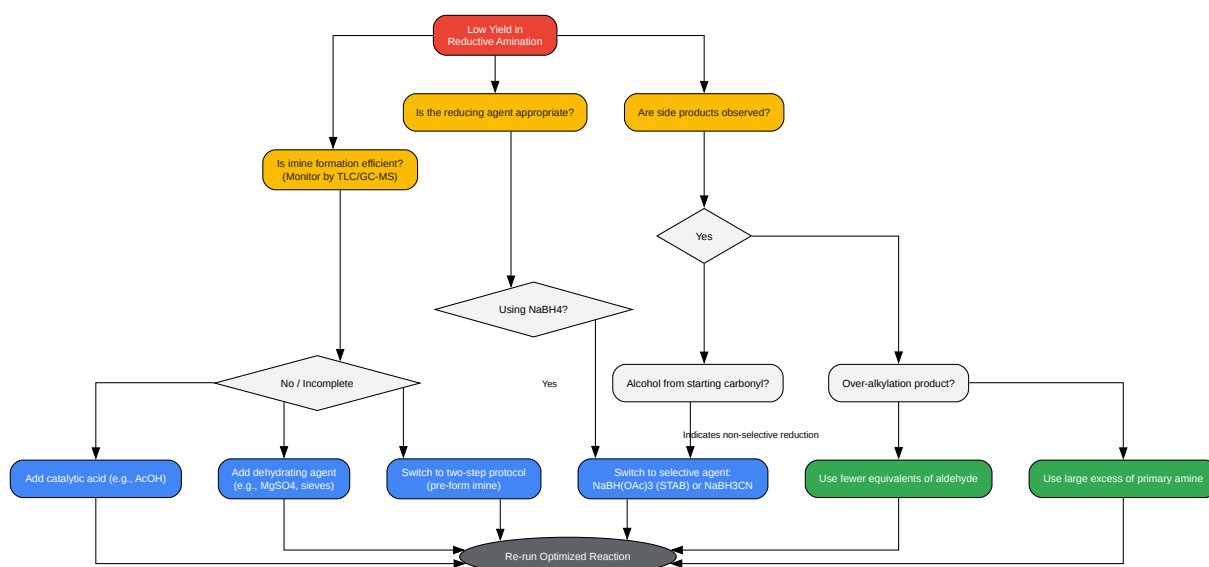 Low Yield in
Reductive Amination
Is the reducing agent appropriate?
Are side products observed?
Is imine formation efficient?
(Monitor by TLC/GC-MS)
Yes
Using NaBH4?
No / Incomplete
Yes
Alcohol from starting carbonyl?
Over-alkylation product?
Indicates non-selective reduction
Add catalytic acid (e.g., AcOH)
Add dehydrating agent
(e.g., MgSO4, sieves)
Switch to two-step protocol
(pre-form imine)
Switch to selective agent:
NaBH(OAc)3 (STAB) or NaBH3CN
Use fewer equivalents of aldehyde
Use large excess of primary amine
Re-run Optimized Reaction